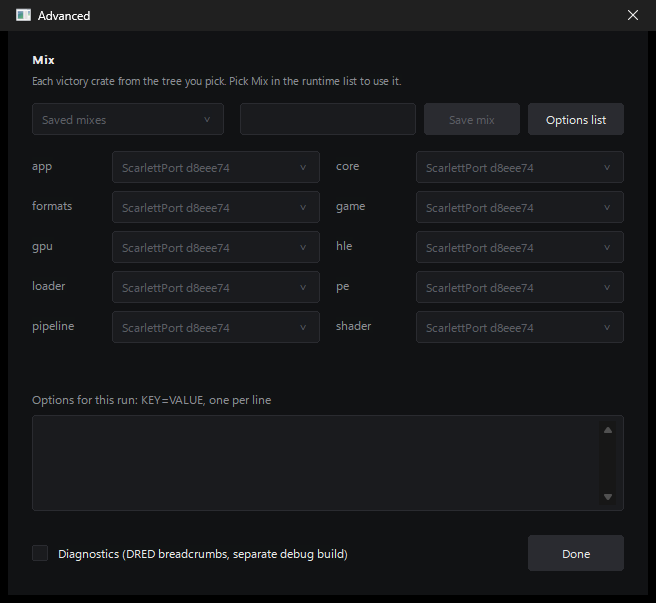 Advanced
Mix
Each victory crate from the tree you pick. Pick Mix in the runtime list to use it.
Saved mixes Save mix Options list
app ScarlettPort d8eee74 core ScarlettPort d8eee74
formats ScarlettPort d8eee74 game ScarlettPort d8eee74
gpu ScarlettPort d8eee74 hle ScarlettPort d8eee74
loader ScarlettPort d8eee74 pe ScarlettPort d8eee74
pipeline ScarlettPort d8eee74 shader ScarlettPort d8eee74
Options for this run: KEY=VALUE, one per line
Diagnostics (DRED breadcrumbs, separate debug build) Done